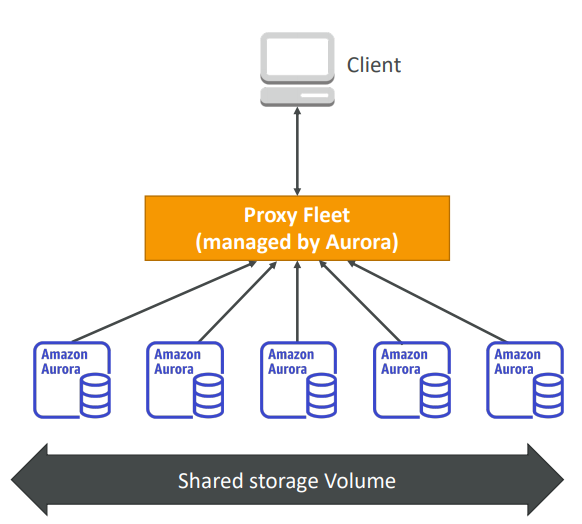 Client
Proxy Fleet
(managed by Aurora)
Amazon
Aurora
Amazon
Aurora
Amazon
Aurora
Amazon
Aurora
Amazon
Aurora
Shared storage Volume